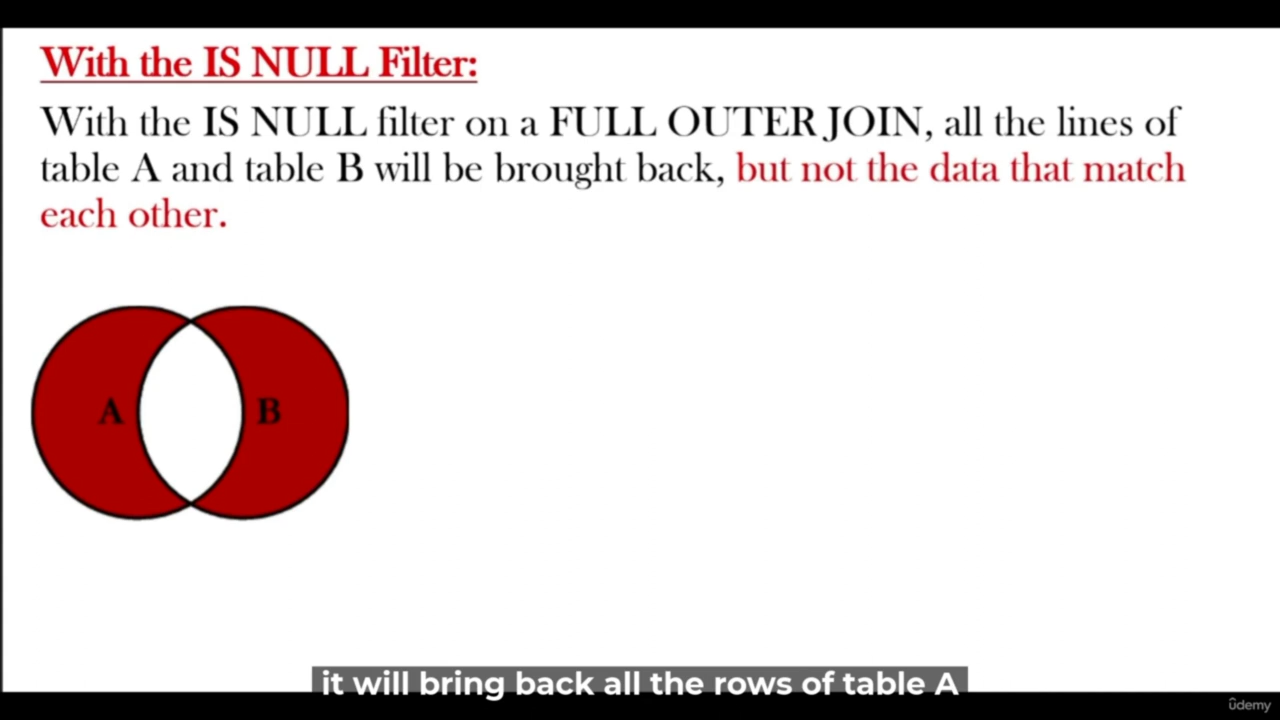 With the IS NULL Filter:
With the IS NULL filter on a FULL OUTER JOIN, all the lines of
table A and table B will be brought back, but not the data that match
each other.
A
B
it will bring back all the rows of table A
ûdemy